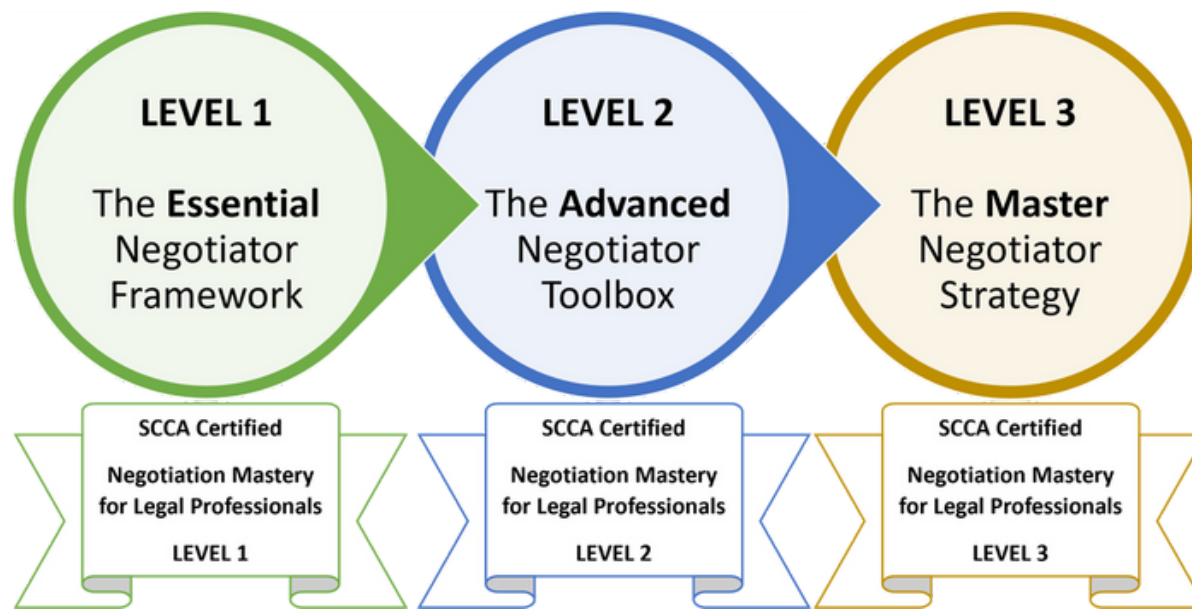 LEVEL 1
The Essential
Negotiator
Framework
LEVEL 2
The Advanced
Negotiator
Toolbox
LEVEL 3
The Master
Negotiator
Strategy
SCCA Certified
Negotiation Mastery
for Legal Professionals
LEVEL 1
SCCA Certified
Negotiation Mastery
for Legal Professionals
LEVEL 2
SCCA Certified
Negotiation Mastery
for Legal Professionals
LEVEL 3